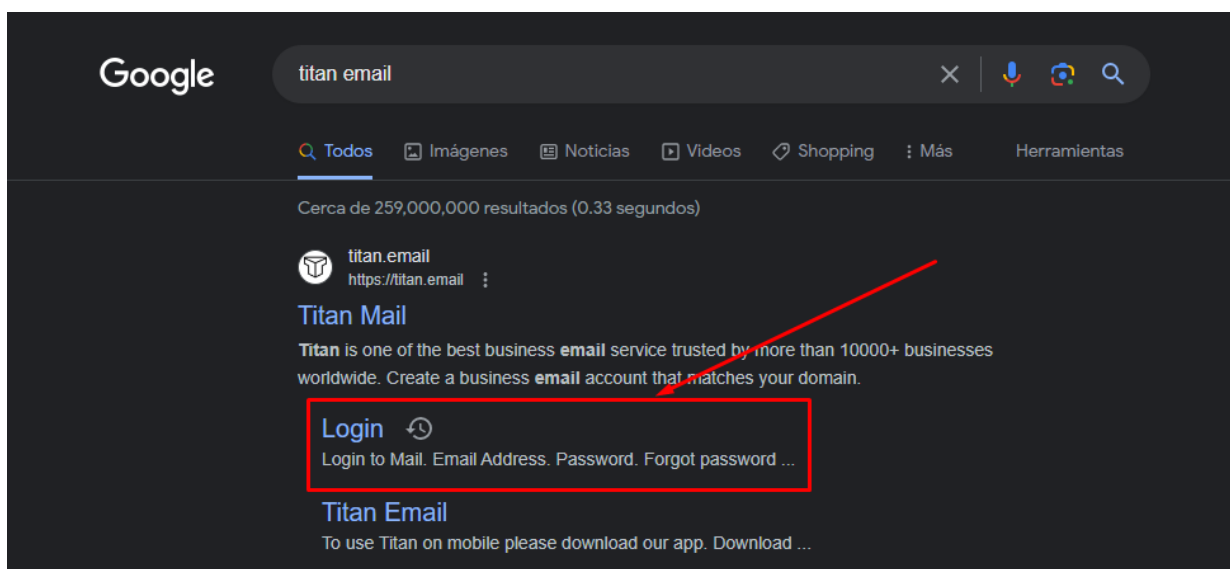 Google
titan email
Todos Imágenes Noticias Videos Shopping Más Herramientas
Cerca de 259,000,000 resultados (0.33 segundos)
titan.email
https://titan.email
Titan Mail
Titan is one of the best business email service trusted by more than 10000+ businesses
worldwide. Create a business email account that matches your domain.
Login
Login to Mail. Email Address. Password. Forgot password ...
Titan Email
To use Titan on mobile please download our app. Download ...